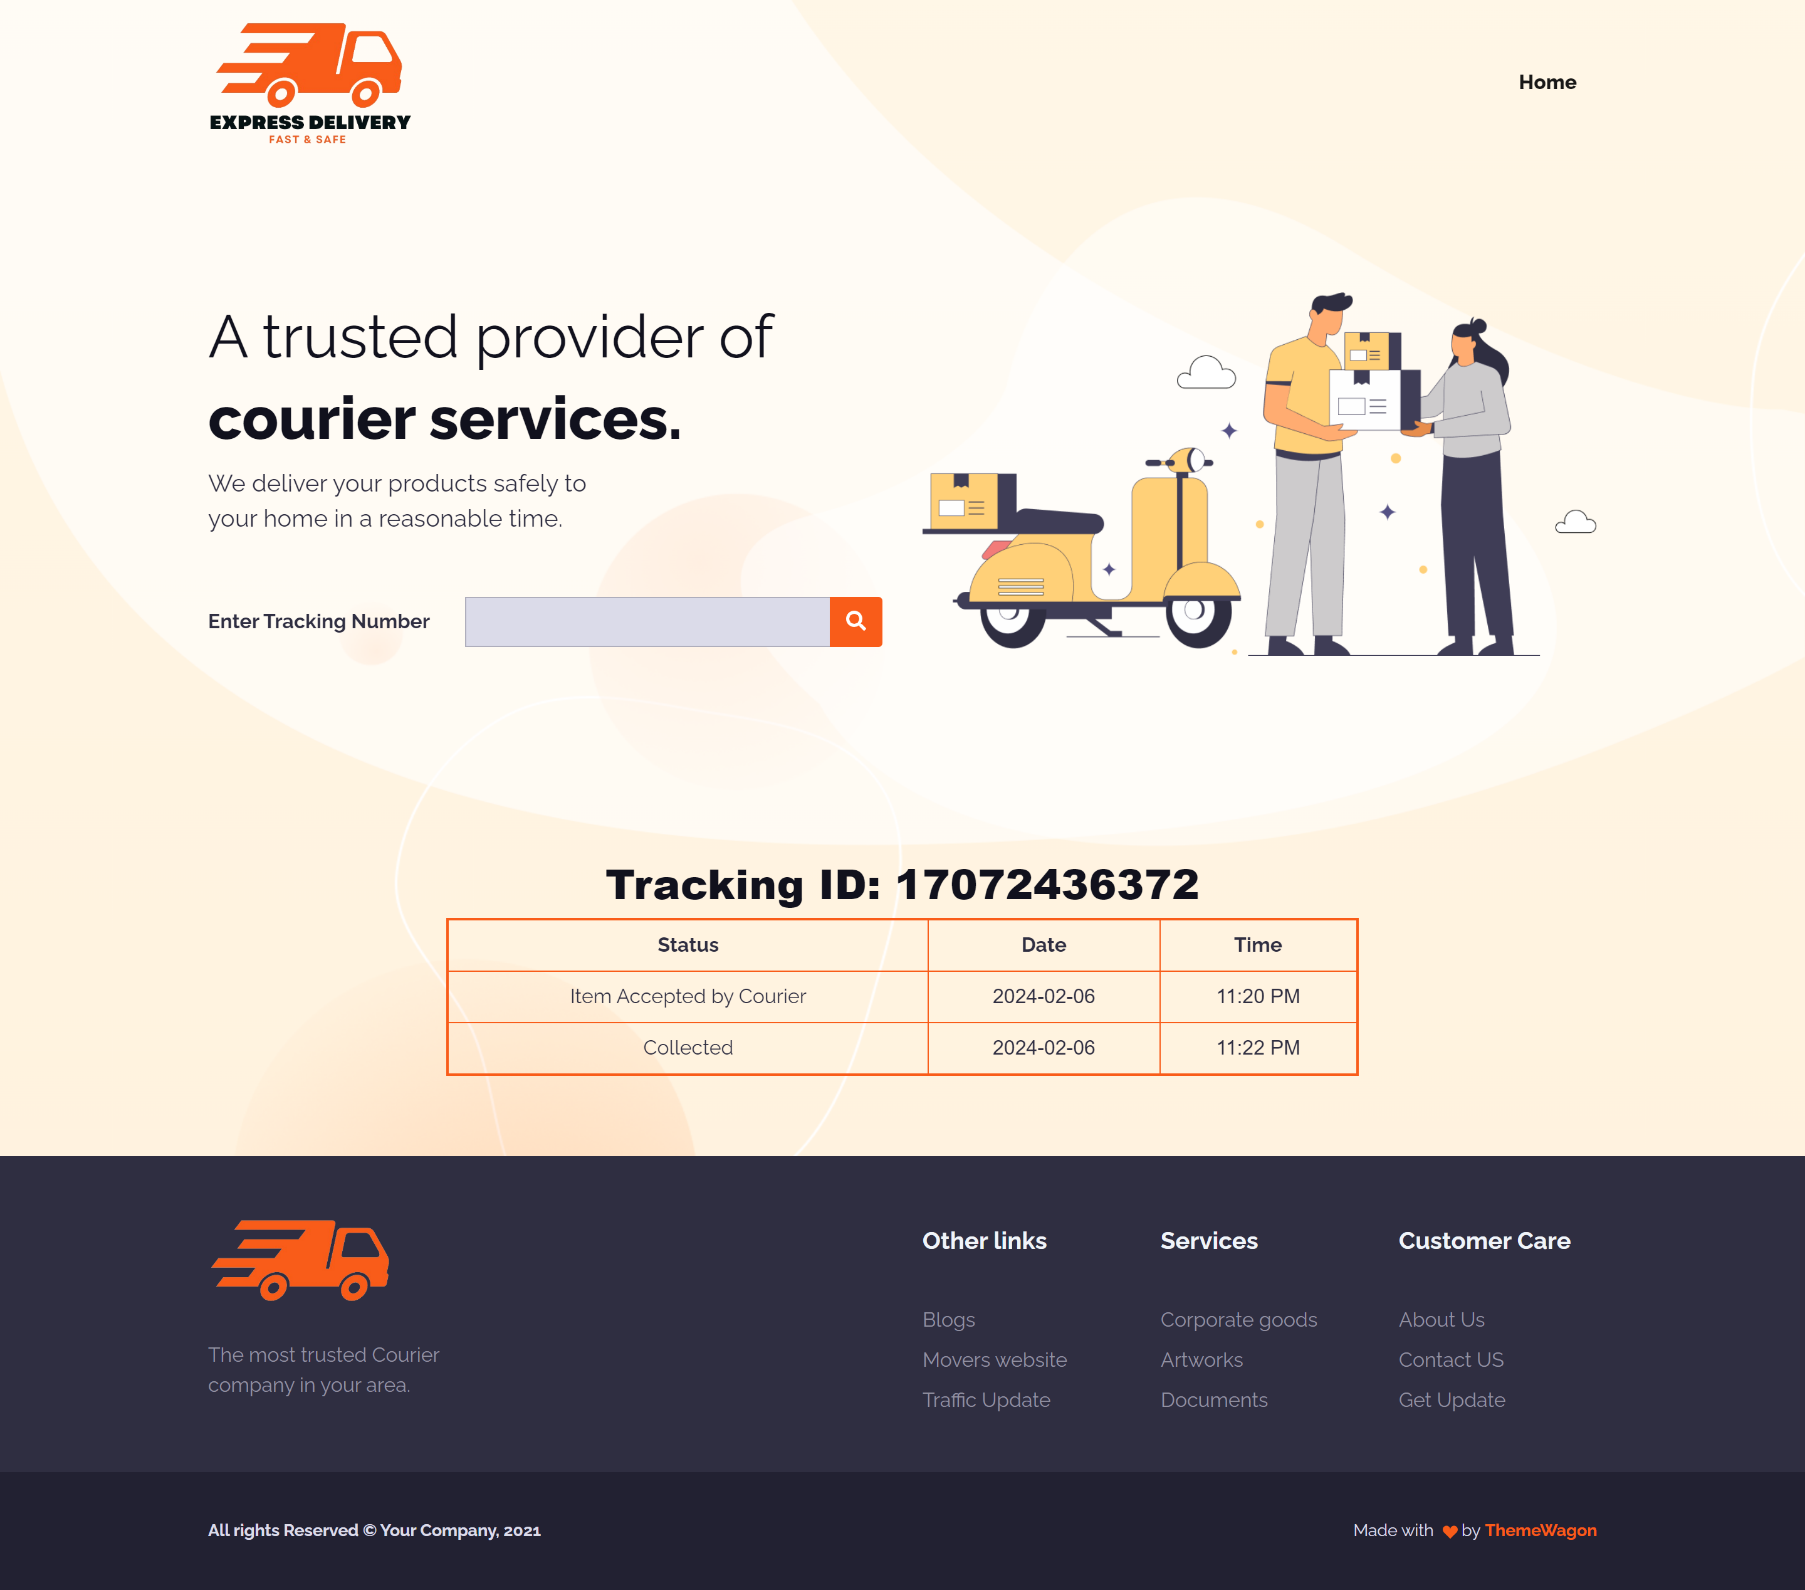 EXPRESS DELIVERY
FAST & SAFE
Home
A trusted provider of
courier services.
We deliver your products safely to
your home in a reasonable time.
Enter Tracking Number
Tracking ID: 17072436372
Status Date Time
Item Accepted by Courier 2024-02-06 11:20 PM
Collected 2024-02-06 11:22 PM
The most trusted Courier
company in your area.
Other links
Blogs
Movers website
Traffic Update
Services
Corporate goods
Artworks
Documents
Customer Care
About Us
Contact US
Get Update
All rights Reserved © Your Company, 2021
Made with ❤ by ThemeWagon